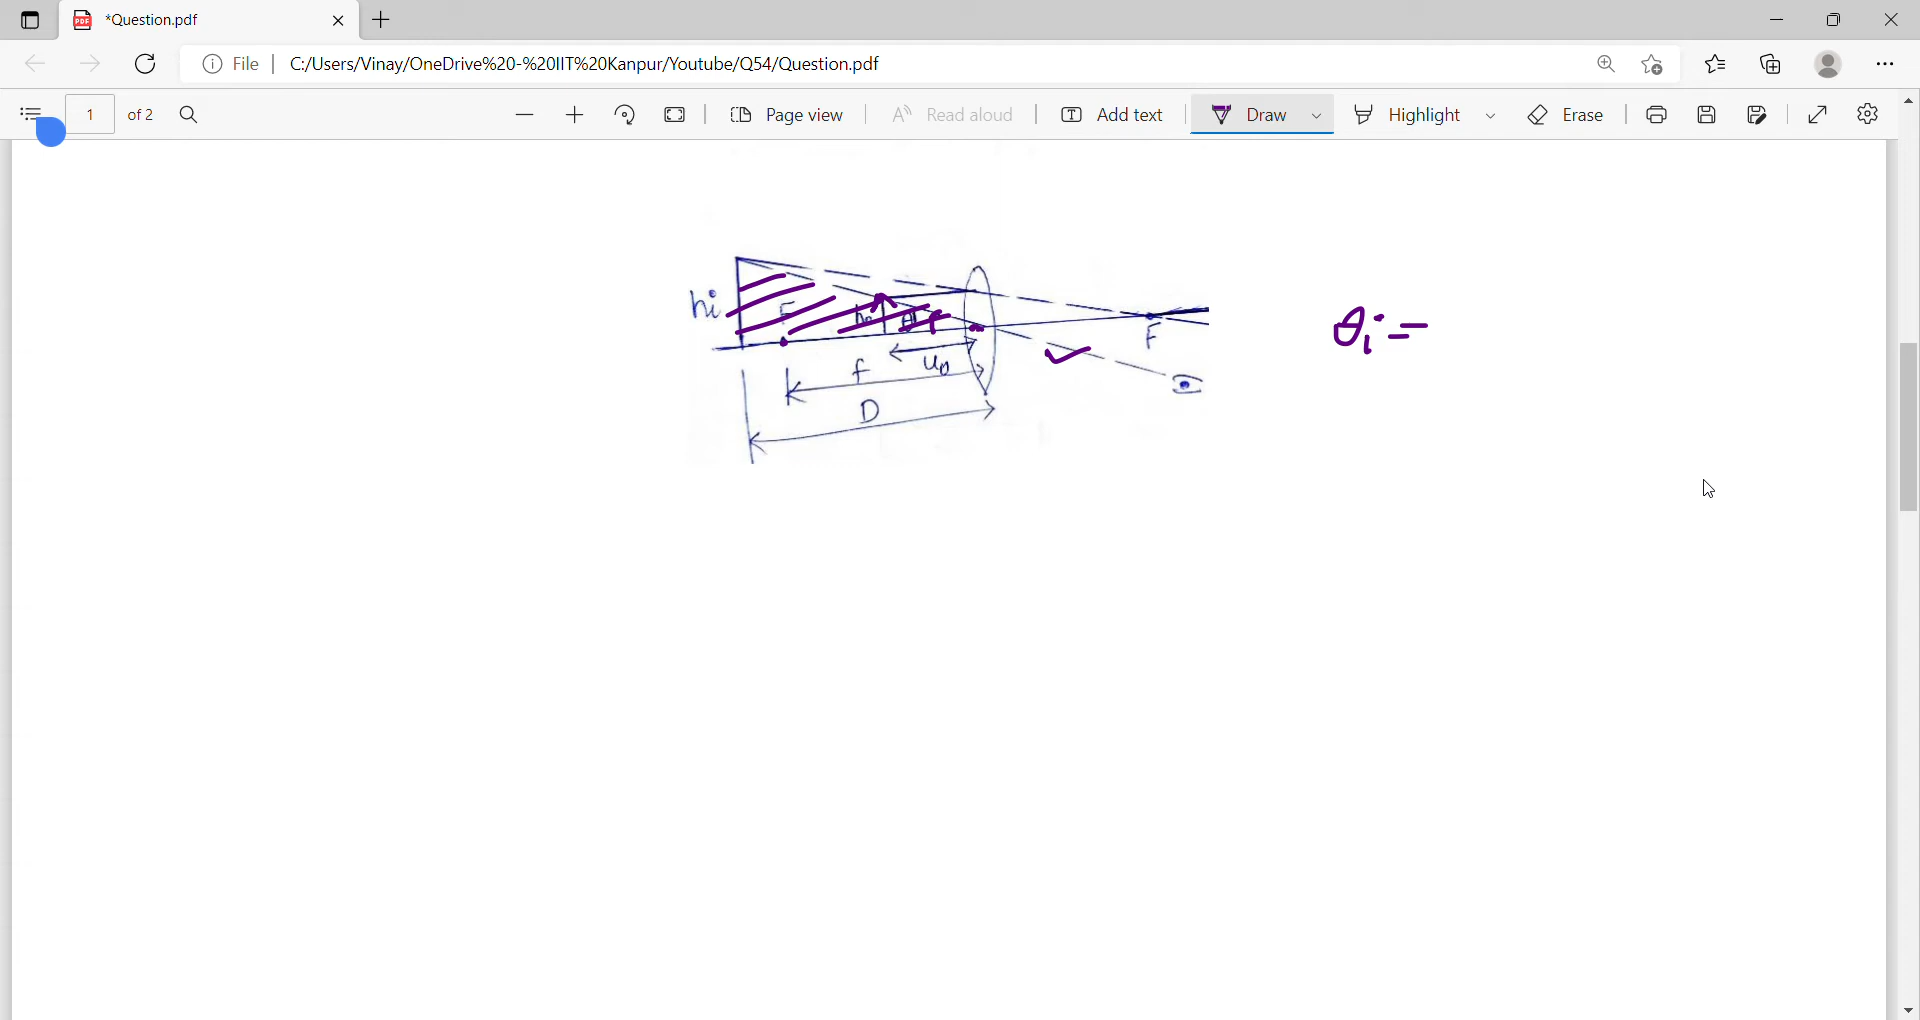 *Question.pdf
File | C:/Users/Vinay/OneDrive%20-%20IIT%20Kanpur/Youtube/Q54/Question.pdf
1 of 2 Page view Read aloud Add text Draw Highlight Erase
hi
F
θi =
F
f
u0
D